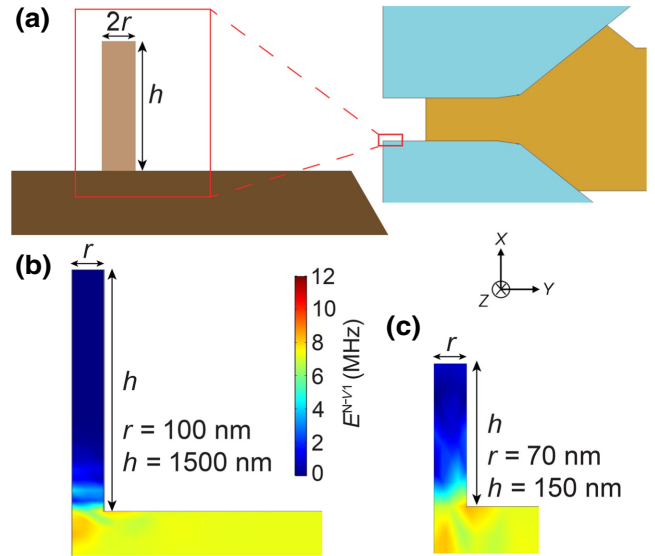 (a)
2r
h
(b)
r
h
r = 100 nm
h = 1500 nm
12
10
8
6
4
2
0
E^N-V1 (MHz)
X
Y
Z
(c)
r
h
r = 70 nm
h = 150 nm